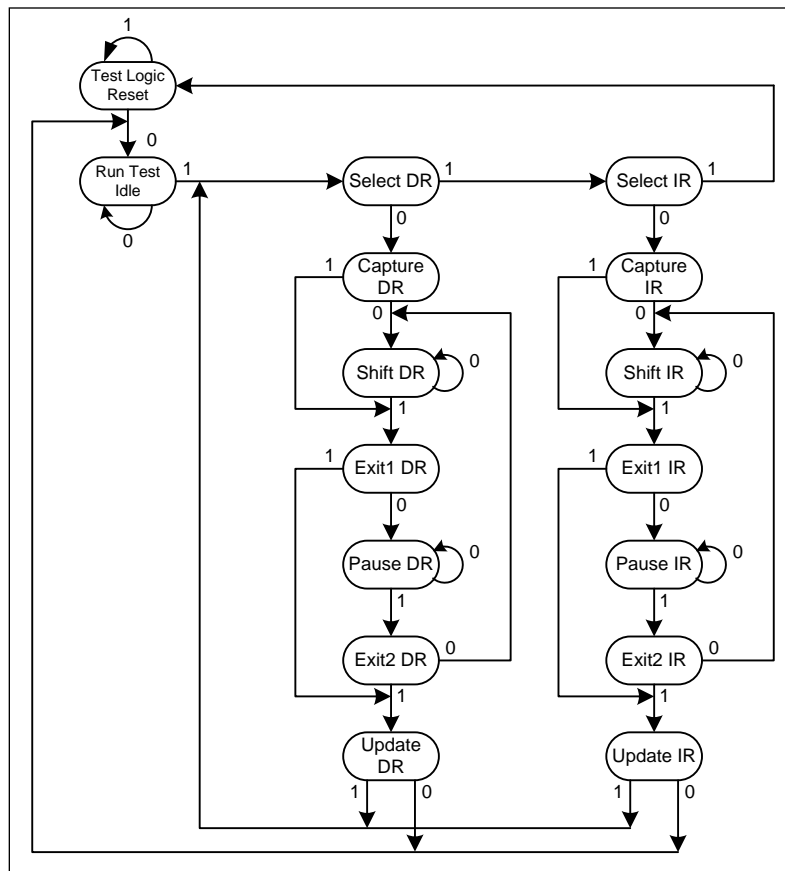 1
Test Logic
Reset
0
Run Test
Idle
1
0
Select DR
1
Select IR
1
0
0
1
Capture
DR
0
1
Capture
IR
0
Shift DR
0
1
Shift IR
0
1
1
Exit1 DR
0
1
Exit1 IR
0
Pause DR
0
1
Pause IR
0
1
Exit2 DR
0
1
Exit2 IR
0
1
Update
DR
1
0
Update IR
1
0